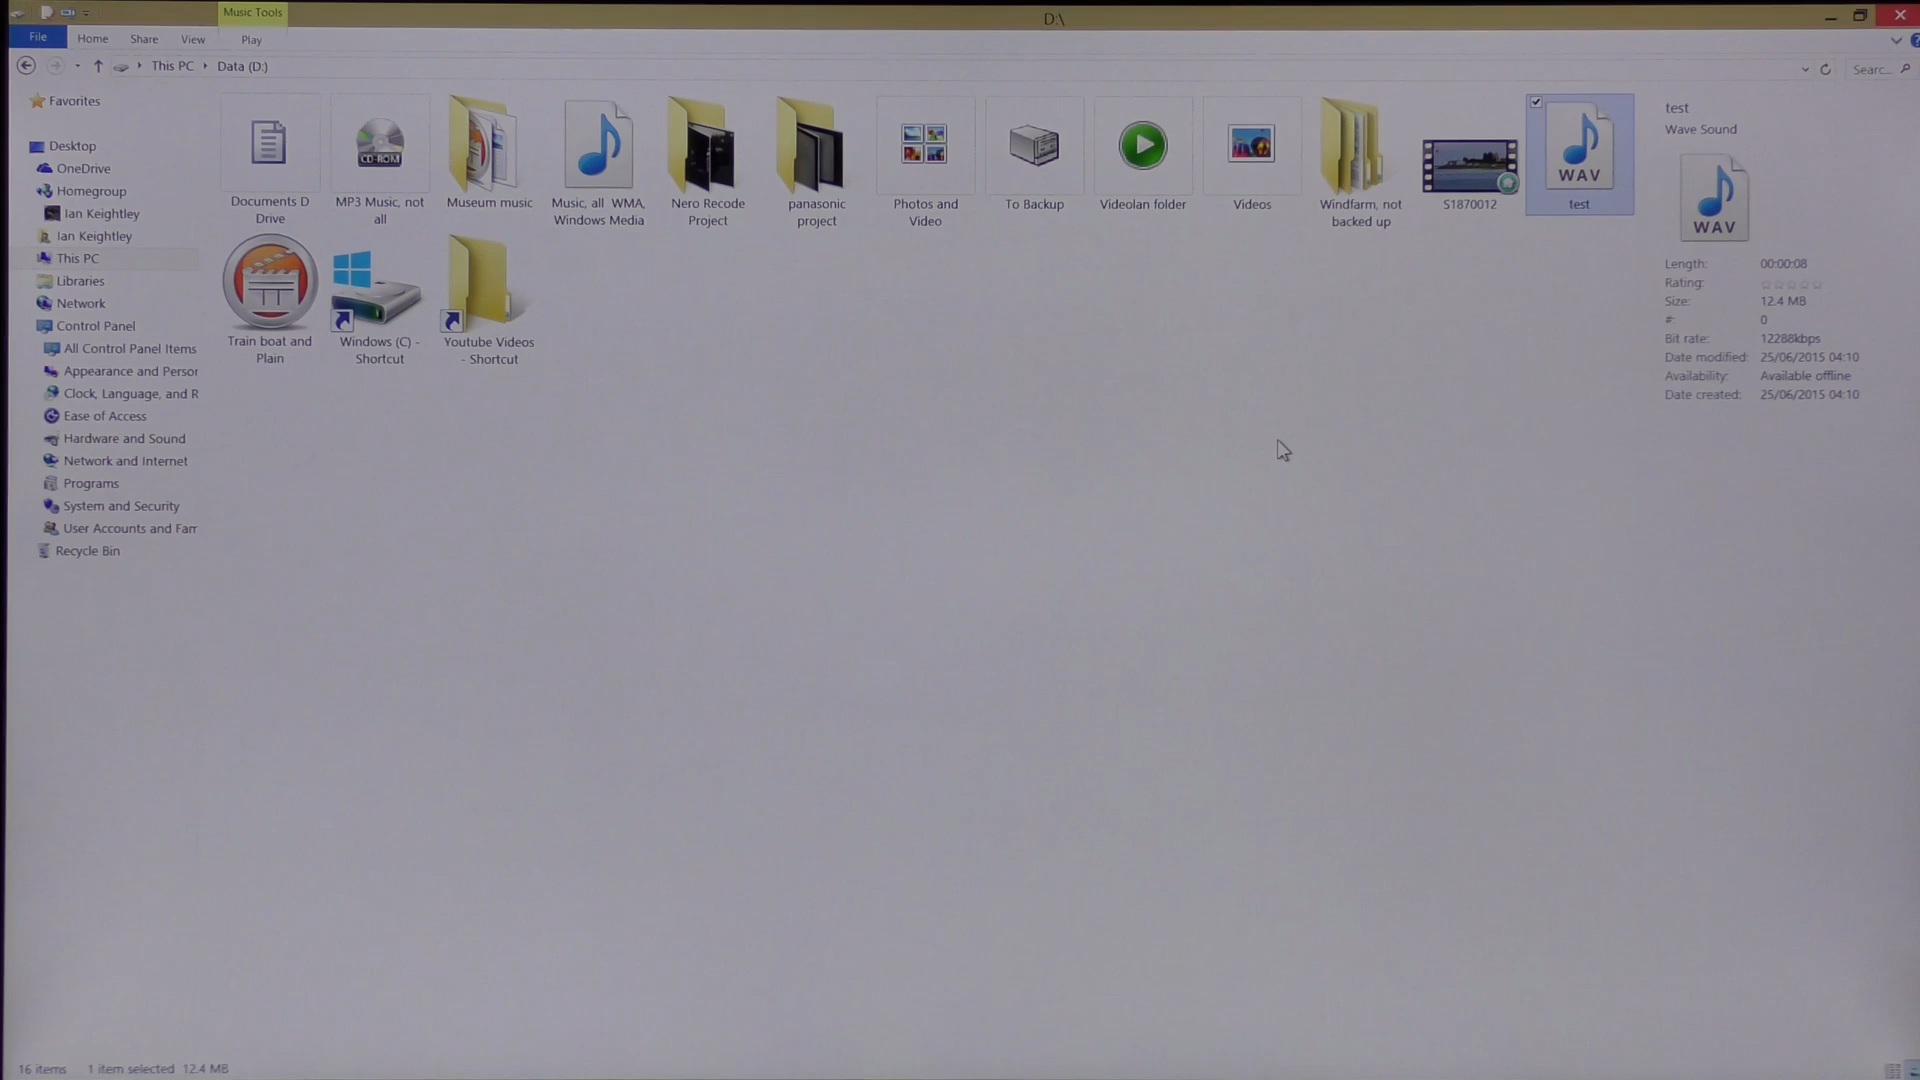 Music Tools
D:\
File
Home
Share
View
Play
This PC
Data (D:)
Searc...
Favorites
Desktop
OneDrive
Homegroup
Ian Keightley
Ian Keightley
This PC
Libraries
Network
Control Panel
All Control Panel Items
Appearance and Persor
Clock, Language, and R
Ease of Access
Hardware and Sound
Network and Internet
Programs
System and Security
User Accounts and Fam
Recycle Bin
Documents D
Drive
CD-ROM
MP3 Music, not
all
Museum music
Music, all WMA,
Windows Media
Nero Recode
Project
panasonic
project
Photos and
Video
To Backup
Videolan folder
Videos
Windfarm, not
backed up
S1870012
WAV
test
Train boat and
Plain
Windows (C) -
Shortcut
Youtube Videos
- Shortcut
test
Wave Sound
WAV
Length: 00:00:08
Rating:
Size: 12.4 MB
#: 0
Bit rate: 12288kbps
Date modified: 25/06/2015 04:10
Availability: Available offline
Date created: 25/06/2015 04:10
16 items
1 item selected 12.4 MB